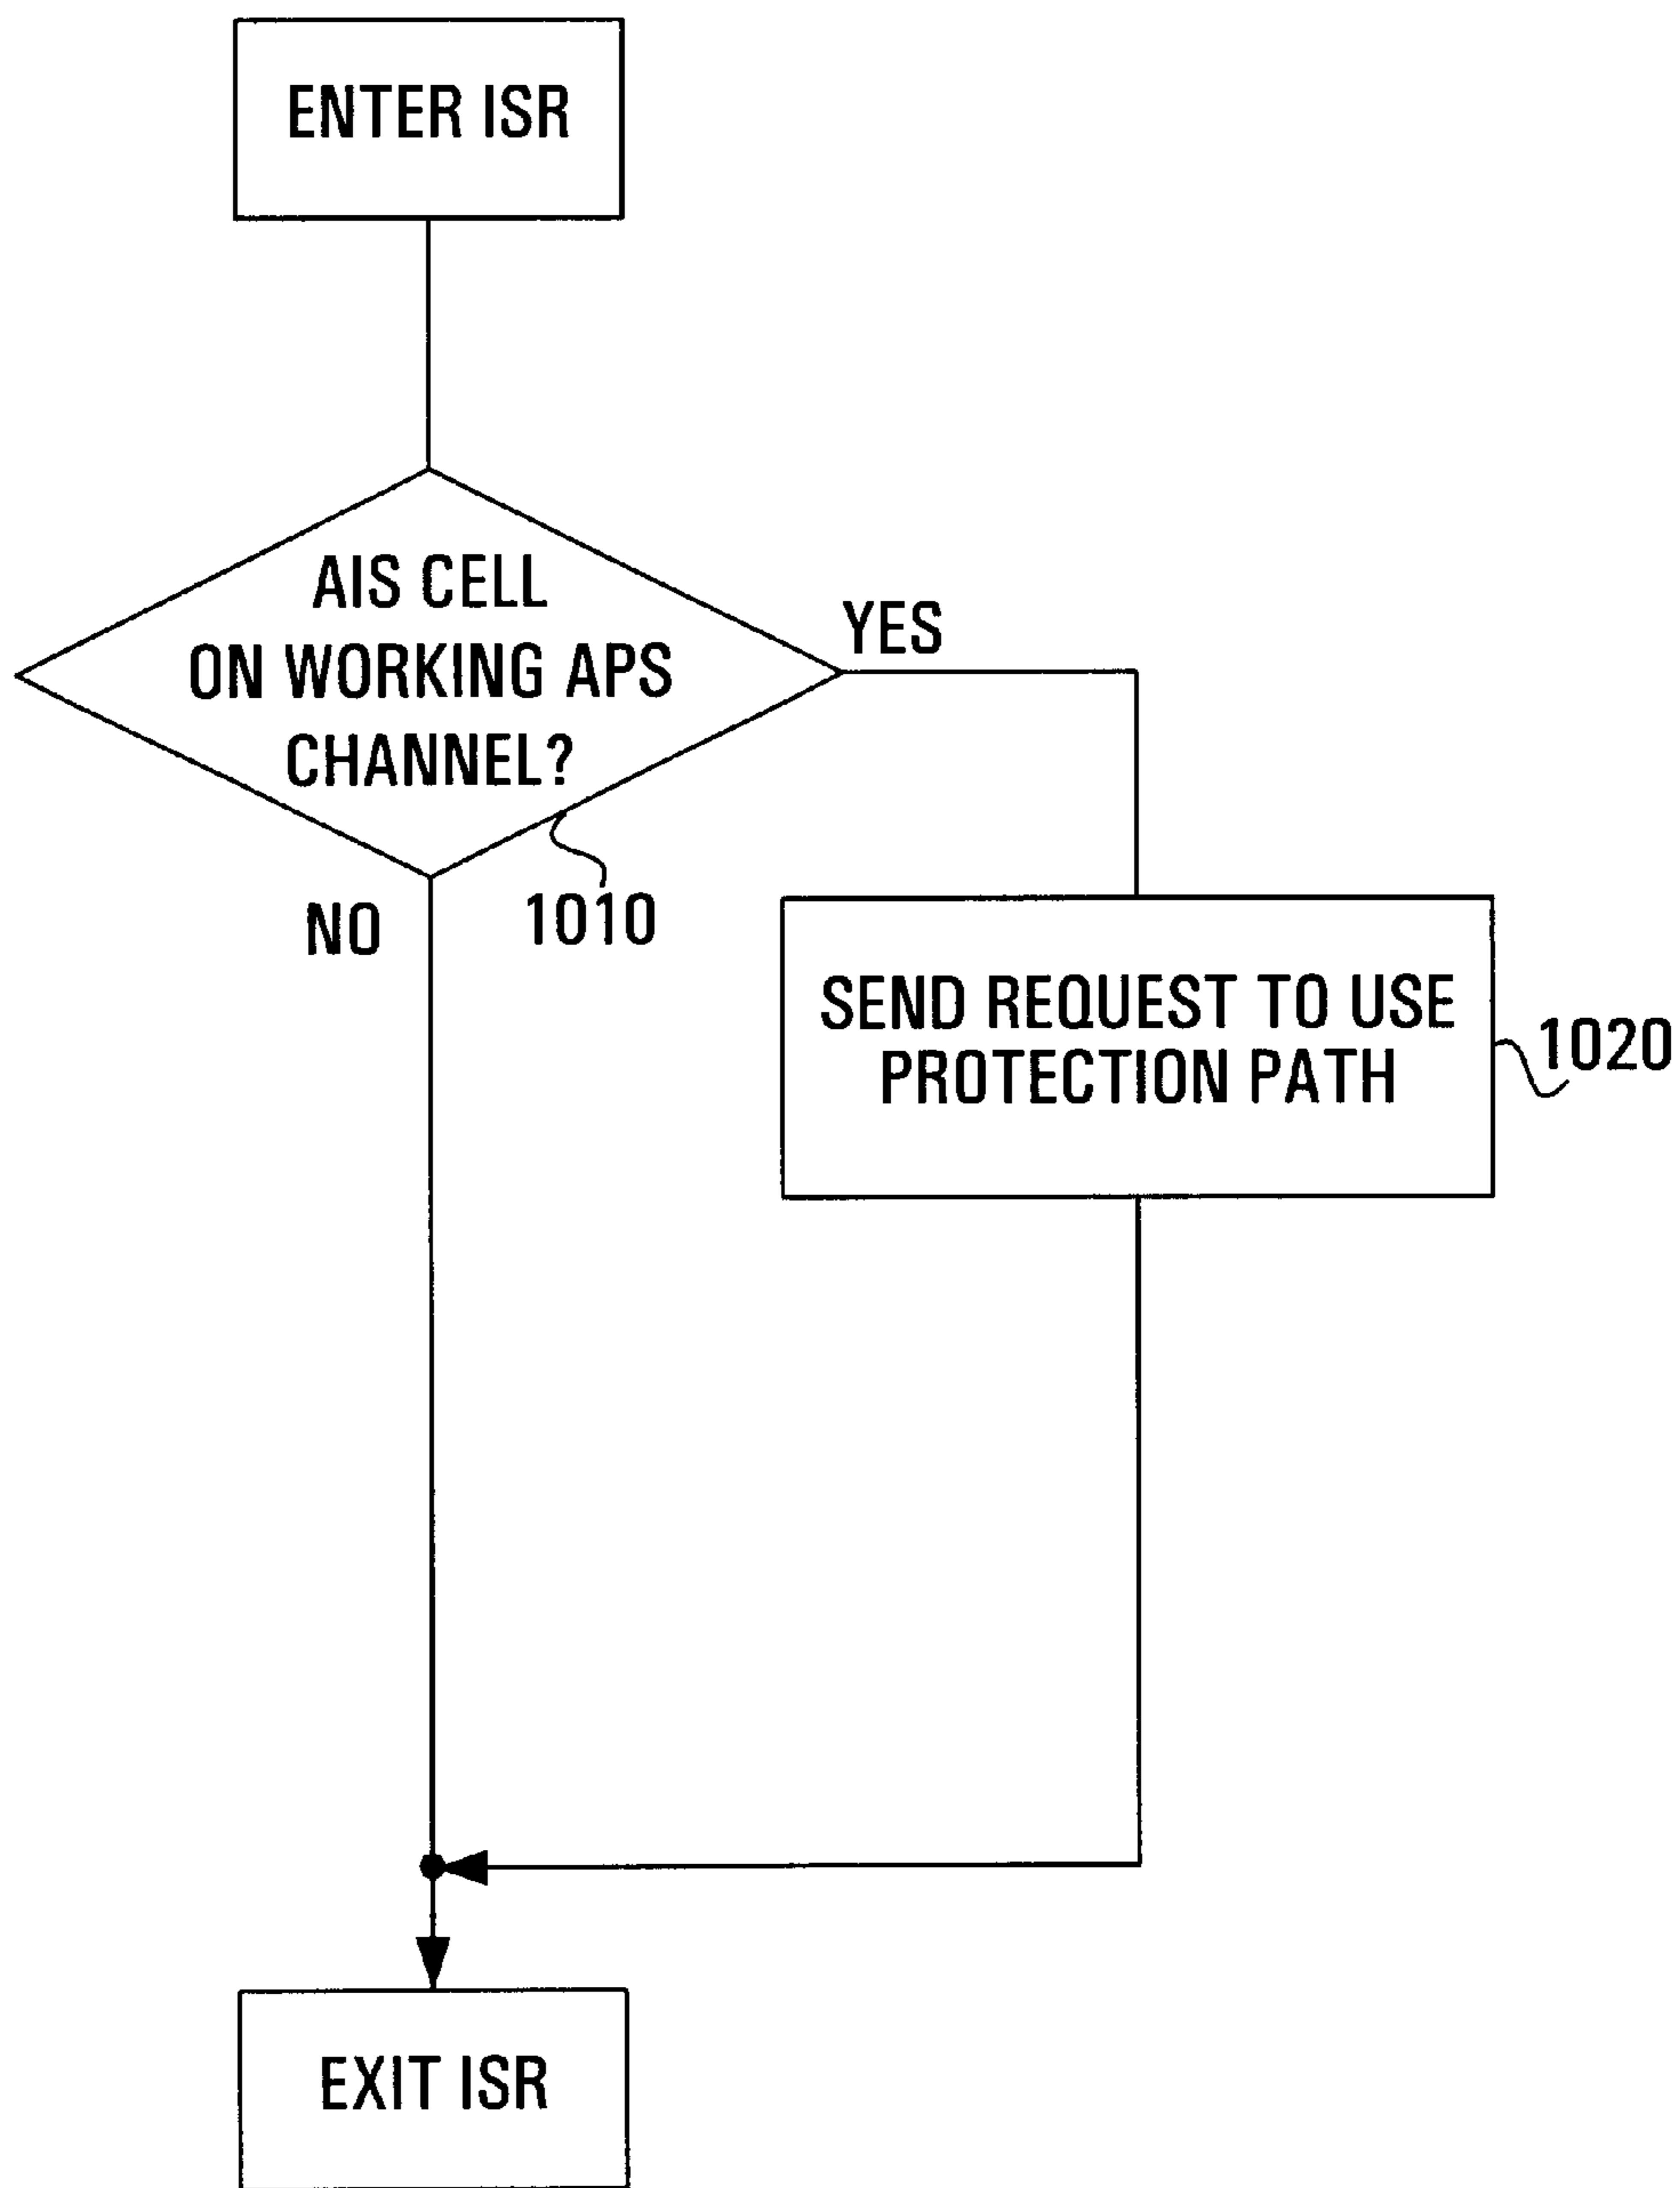 ENTER ISR
AIS CELL
ON WORKING APS
CHANNEL?
YES
NO
1010
SEND REQUEST TO USE
PROTECTION PATH
1020
EXIT ISR